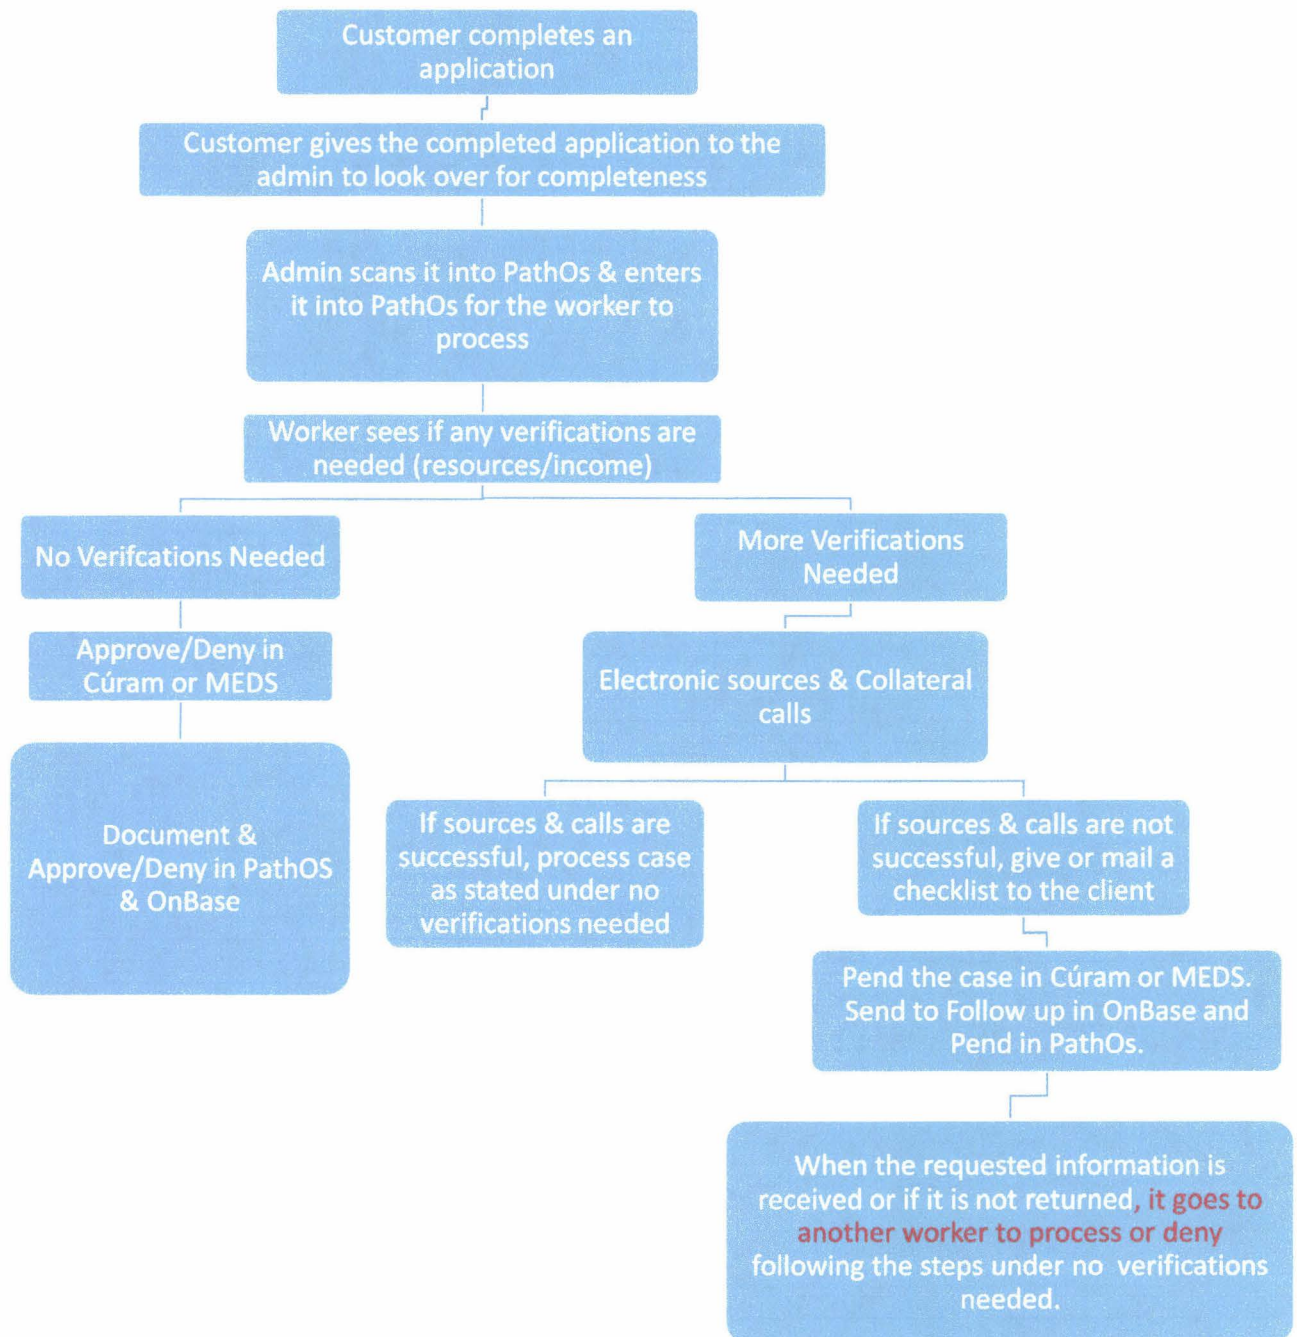 Customer completes an
application
Customer gives the completed application to the
admin to look over for completeness
Admin scans it into PathOs & enters
it into PathOs for the worker to
process
Worker sees if any verifications are
needed (resources/income)
No Verifcations Needed
More Verifications
Needed
Approve/Deny in
Cúram or MEDS
Electronic sources & Collateral
calls
Document &
Approve/Deny in PathOS
& OnBase
If sources & calls are
successful, process case
as stated under no
verifications needed
If sources & calls are not
successful, give or mail a
checklist to the client
Pend the case in Cúram or MEDS.
Send to Follow up in OnBase and
Pend in PathOs.
When the requested information is
received or if it is not returned, it goes to
another worker to process or deny
following the steps under no verifications
needed.